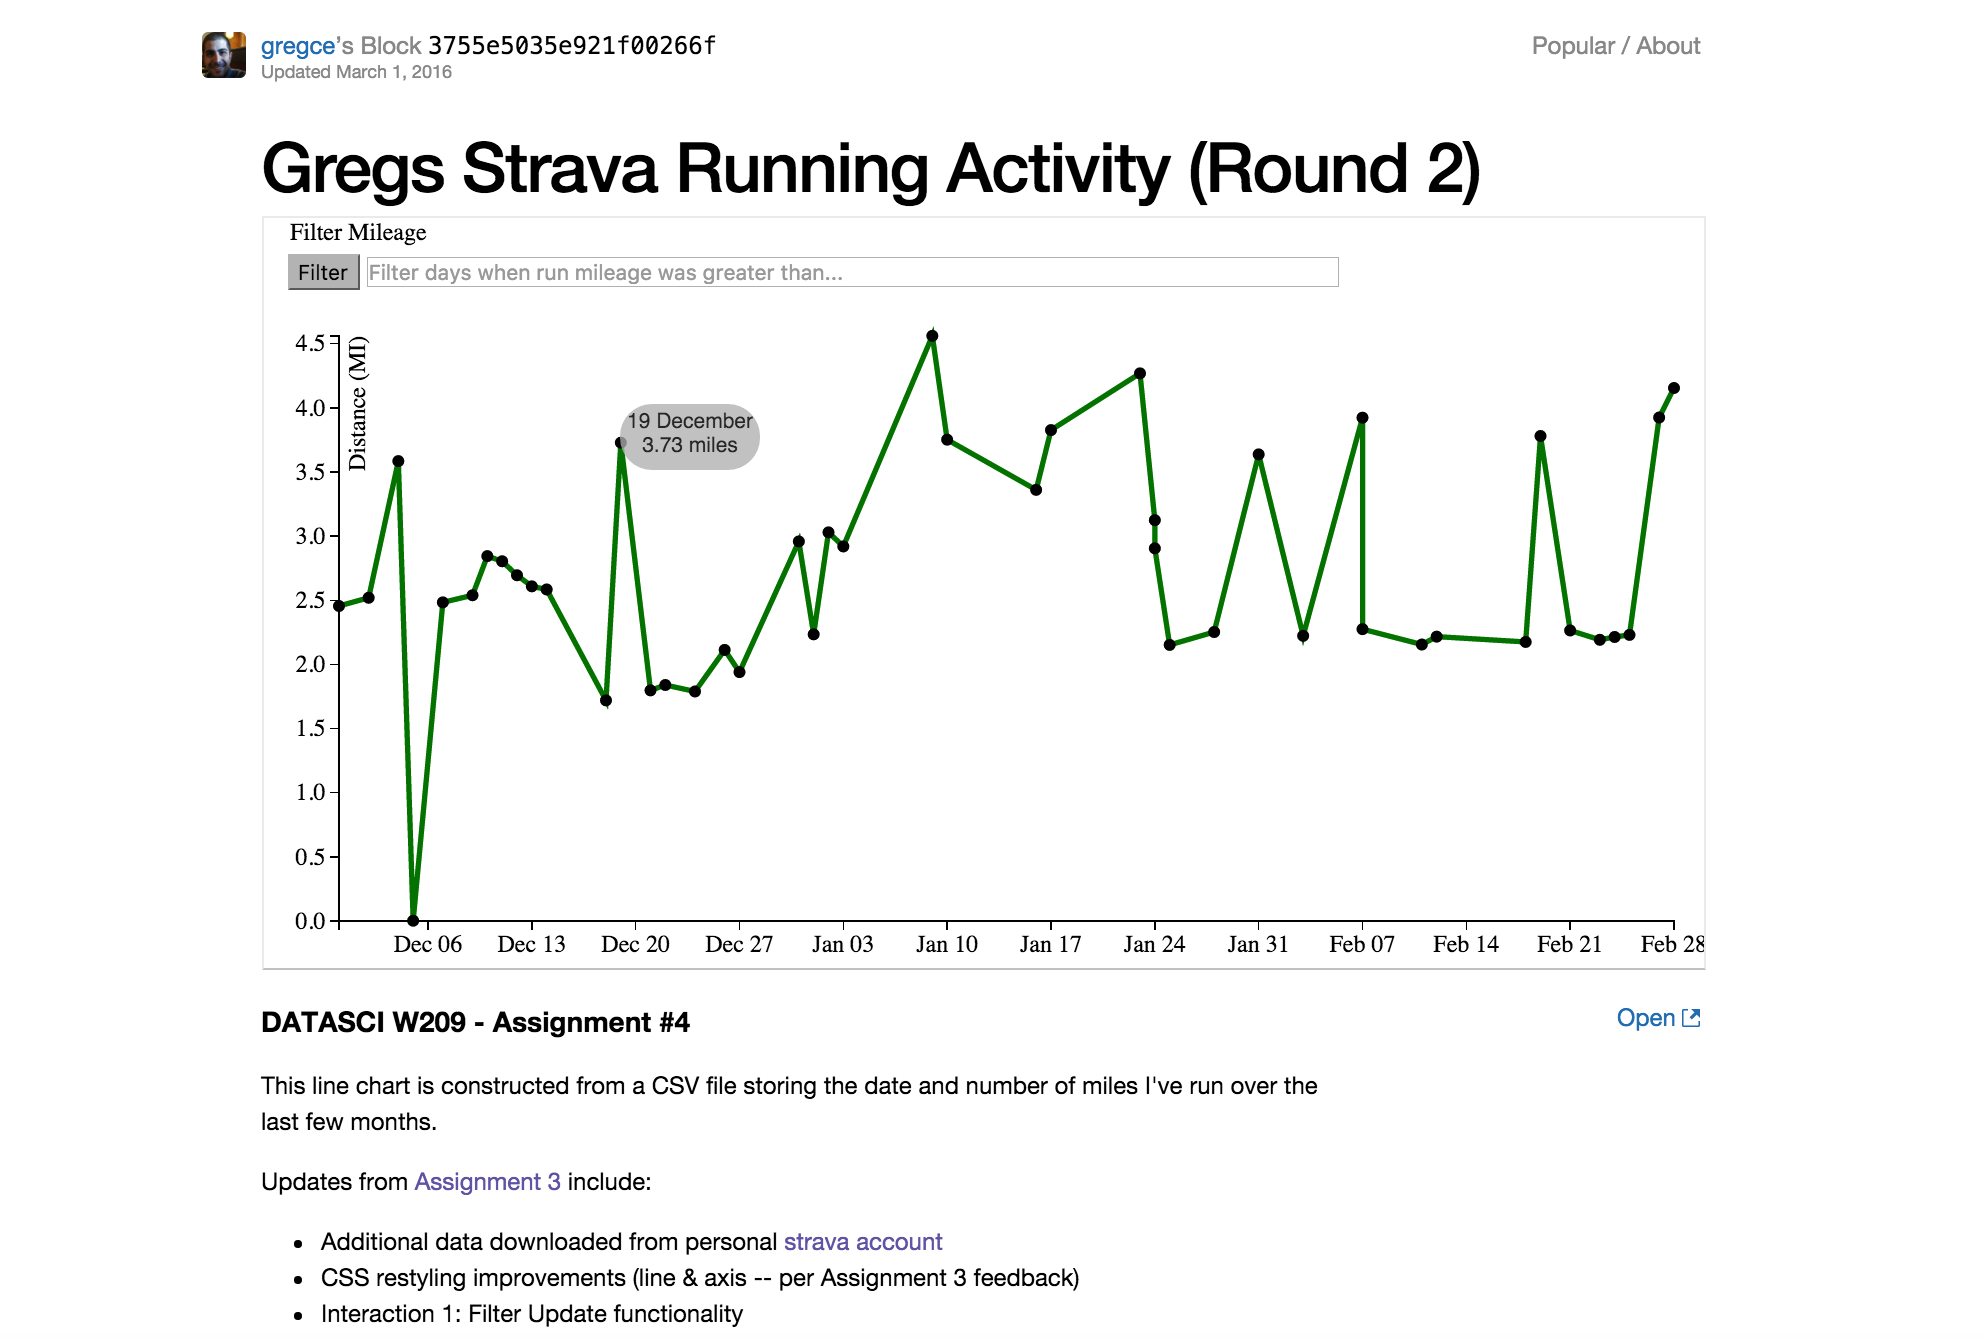 gregce’s Block 3755e5035e921f00266f
Popular / About
Updated March 1, 2016
Gregs Strava Running Activity (Round 2)
Filter Mileage
Filter
Filter days when run mileage was greater than...
Distance (MI)
4.5
4.0
3.5
3.0
2.5
2.0
1.5
1.0
0.5
0.0
19 December
3.73 miles
Dec 06 Dec 13 Dec 20 Dec 27 Jan 03 Jan 10 Jan 17 Jan 24 Jan 31 Feb 07 Feb 14 Feb 21 Feb 28
DATASCI W209 - Assignment #4
Open
This line chart is constructed from a CSV file storing the date and number of miles I've run over the
last few months.
Updates from Assignment 3 include:
• Additional data downloaded from personal strava account
• CSS restyling improvements (line & axis -- per Assignment 3 feedback)
• Interaction 1: Filter Update functionality